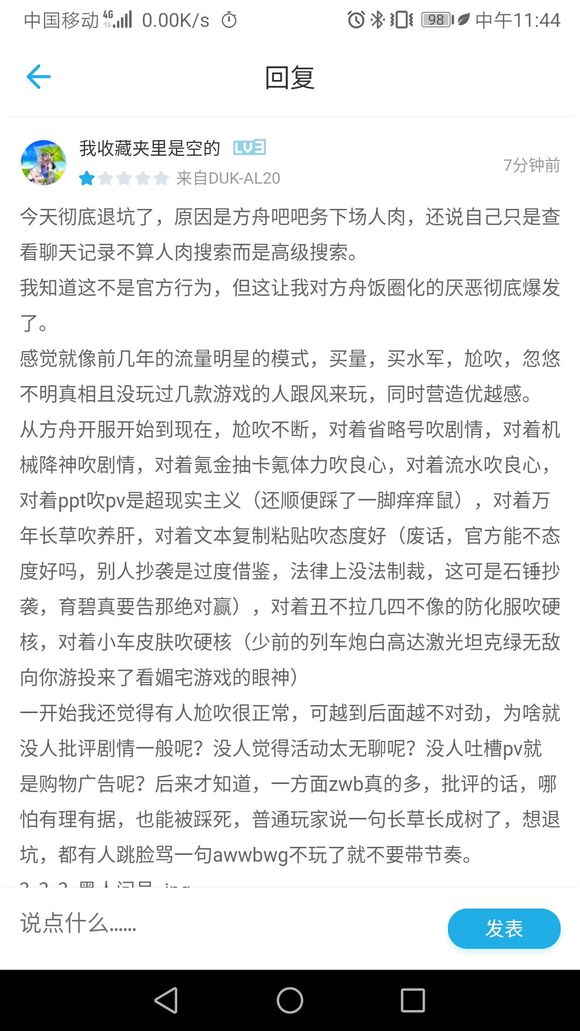 中国移动 4G 0.00K/s 98 中午11:44
回复
我收藏夹里是空的 LV3
来自DUK-AL20 7分钟前
今天彻底退坑了，原因是方舟吧吧务下场人肉，还说自己只是查
看聊天记录不算人肉搜索而是高级搜索。
我知道这不是官方行为，但这让我对方舟饭圈化的厌恶彻底爆发
了。
感觉就像前几年的流量明星的模式，买量，买水军，尬吹，忽悠
不明真相且没玩过几款游戏的人跟风来玩，同时营造优越感。
从方舟开服开始到现在，尬吹不断，对着省略号吹剧情，对着机
械降神吹剧情，对着氪金抽卡氪体力吹良心，对着流水吹良心，
对着ppt吹pv是超现实主义（还顺便踩了一脚痒痒鼠），对着万
年长草吹养肝，对着文本复制粘贴吹态度好（废话，官方能不态
度好吗，别人抄袭是过度借鉴，法律上没法制裁，这可是石锤抄
袭，育碧真要告那绝对赢），对着丑不拉几四不像的防化服吹硬
核，对着小车皮肤吹硬核（少前的列车炮白高达激光坦克绿无敌
向你游投来了看媚宅游戏的眼神）
一开始我还觉得有人尬吹很正常，可越到后面越不对劲，为啥就
没人批评剧情一般呢？没人觉得活动太无聊呢？没人吐槽pv就
是购物广告呢？后来才知道，一方面zwb真的多，批评的话，哪
怕有理有据，也能被踩死，普通玩家说一句长草长成树了，想退
坑，都有人跳脸骂一句awwbwg不玩了就不要带节奏。
说点什么……
发表